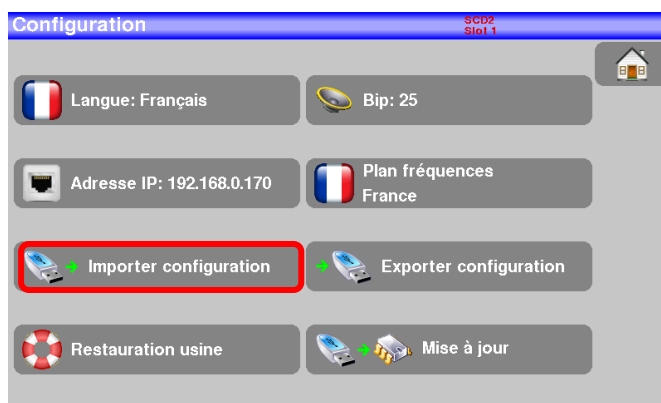 Configuration
SCD2
Slot 1
Langue: Français
Bip: 25
Adresse IP: 192.168.0.170
Plan fréquences
France
Importer configuration
Exporter configuration
Restauration usine
Mise à jour